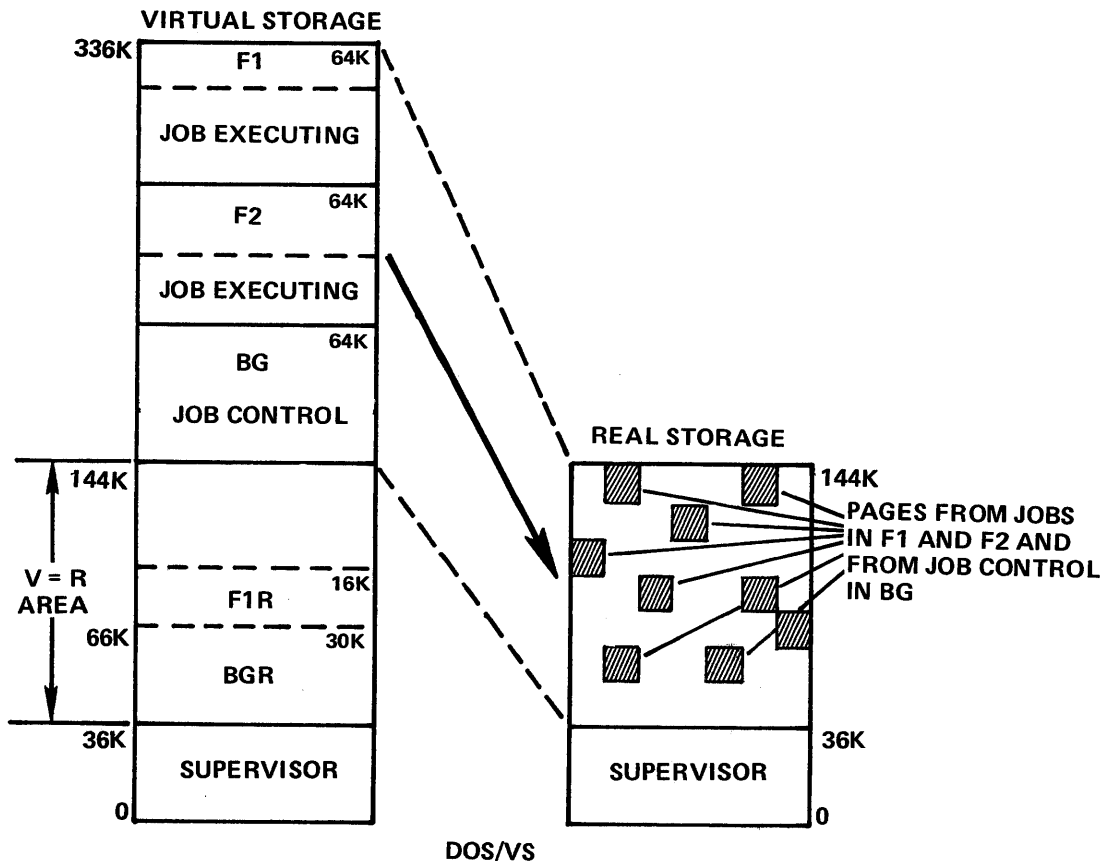 VIRTUAL STORAGE
336K
F1
64K
JOB EXECUTING
64K
F2
JOB EXECUTING
64K
BG
JOB CONTROL
144K
V = R
AREA
16K
F1R
66K
30K
BGR
36K
SUPERVISOR
0
REAL STORAGE
144K
PAGES FROM JOBS
IN F1 AND F2 AND
FROM JOB CONTROL
IN BG
36K
SUPERVISOR
0
DOS/VS